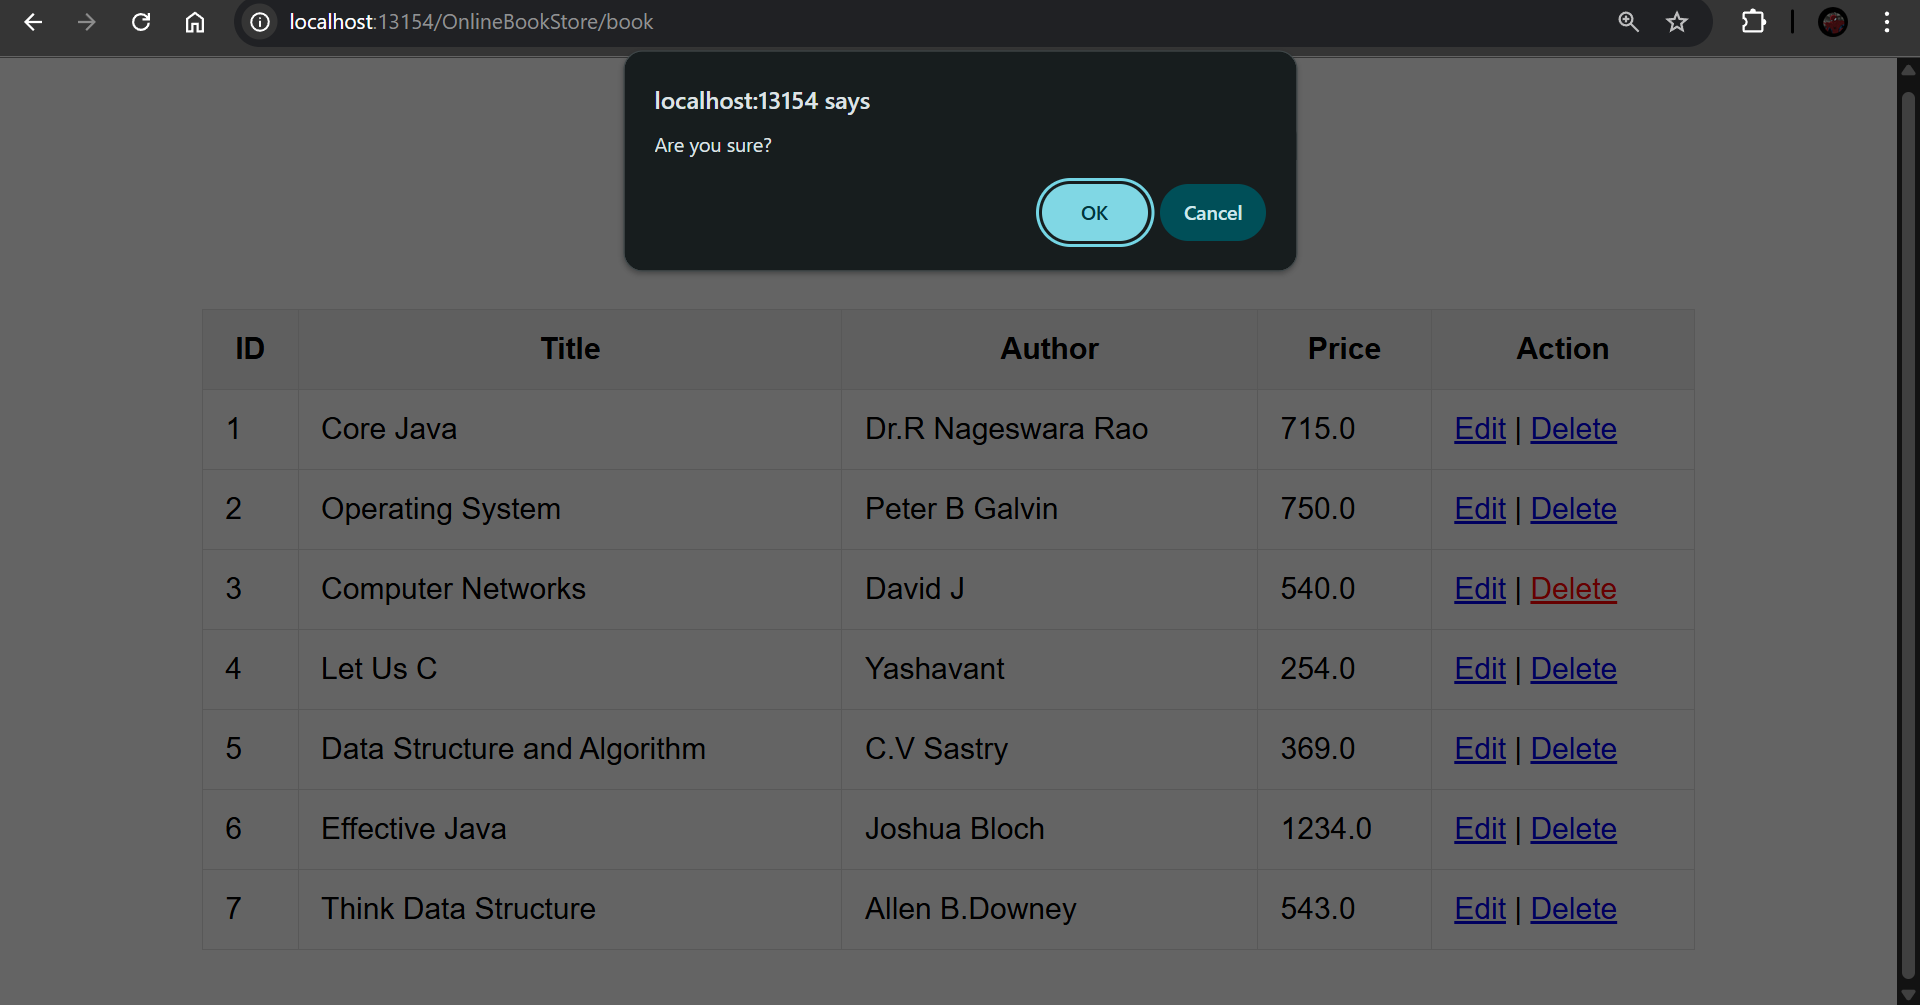 localhost:13154/OnlineBookStore/book
localhost:13154 says
Are you sure?
OK Cancel
ID Title Author Price Action
1 Core Java Dr.R Nageswara Rao 715.0 Edit | Delete
2 Operating System Peter B Galvin 750.0 Edit | Delete
3 Computer Networks David J 540.0 Edit | Delete
4 Let Us C Yashavant 254.0 Edit | Delete
5 Data Structure and Algorithm C.V Sastry 369.0 Edit | Delete
6 Effective Java Joshua Bloch 1234.0 Edit | Delete
7 Think Data Structure Allen B.Downey 543.0 Edit | Delete